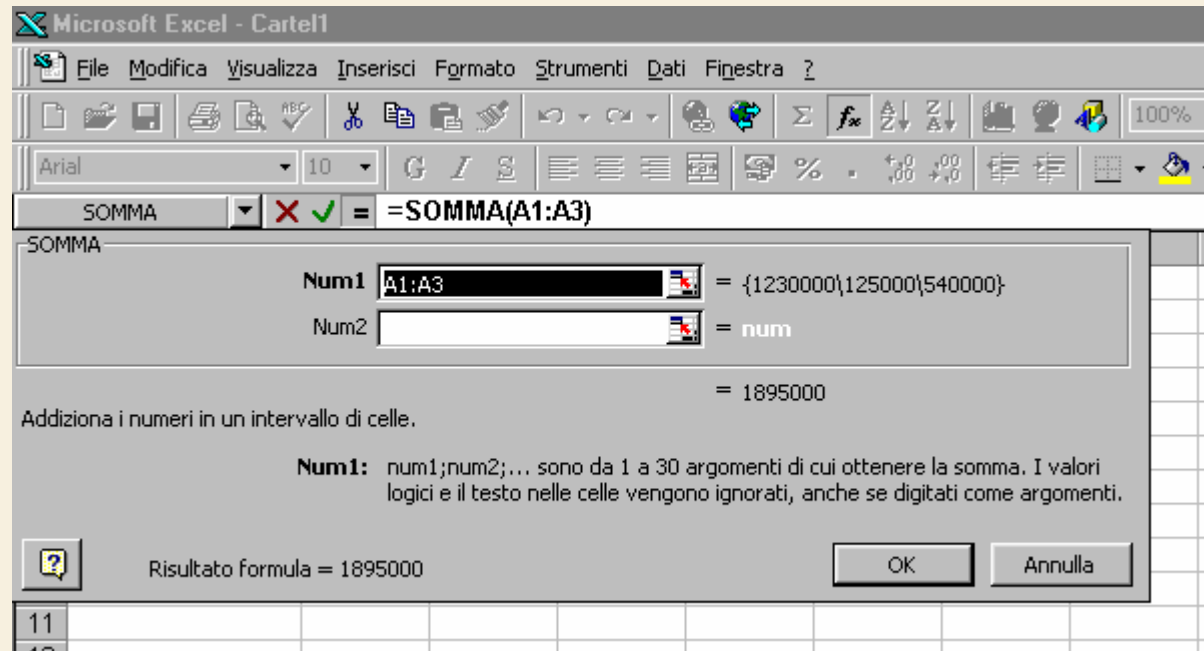 Microsoft Excel - Cartel1
File Modifica Visualizza Inserisci Formato Strumenti Dati Finestra ?
100%
Arial 10 G I S
SOMMA = =SOMMA(A1:A3)
SOMMA
Num1 A1:A3 = {1230000\125000\540000}
Num2 = num
= 1895000
Addiziona i numeri in un intervallo di celle.
Num1: num1;num2;... sono da 1 a 30 argomenti di cui ottenere la somma. I valori
logici e il testo nelle celle vengono ignorati, anche se digitati come argomenti.
Risultato formula = 1895000 OK Annulla
11